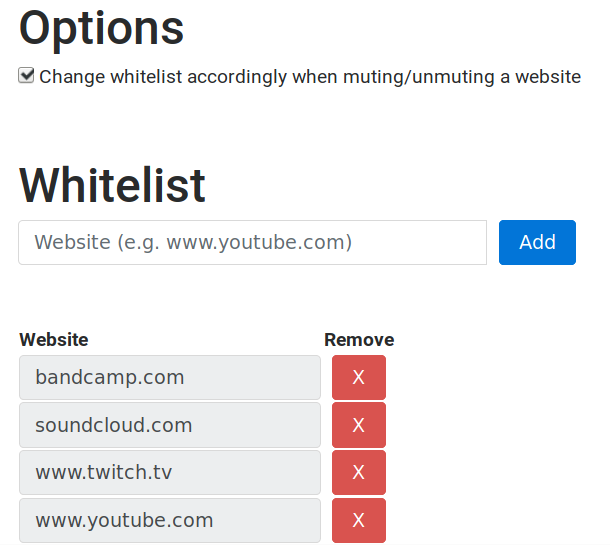 Options
Change whitelist accordingly when muting/unmuting a website
Whitelist
Website (e.g. www.youtube.com)
Add
Website
Remove
bandcamp.com
X
soundcloud.com
X
www.twitch.tv
X
www.youtube.com
X